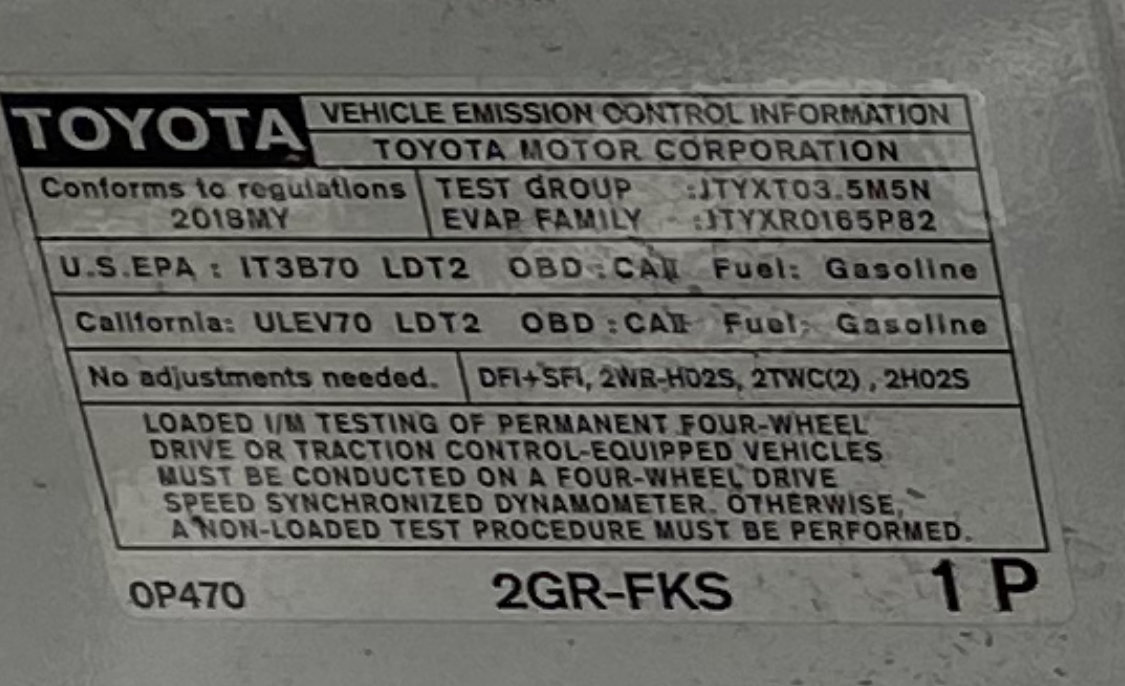 TOYOTA
VEHICLE EMISSION CONTROL INFORMATION
TOYOTA MOTOR CORPORATION
Conforms to regulations
2018MY
TEST GROUP :JTYXT03.5M5N
EVAP FAMILY :JTYXR0165P82
U.S.EPA : IT3B70 LDT2 OBD : CAⅡ Fuel: Gasoline
California: ULEV70 LDT2 OBD : CAⅡ Fuel: Gasoline
No adjustments needed.
DFI+SFI, 2WR-HO2S, 2TWC(2) , 2HO2S
LOADED I/M TESTING OF PERMANENT FOUR-WHEEL
DRIVE OR TRACTION CONTROL-EQUIPPED VEHICLES
MUST BE CONDUCTED ON A FOUR-WHEEL DRIVE
SPEED SYNCHRONIZED DYNAMOMETER. OTHERWISE,
A NON-LOADED TEST PROCEDURE MUST BE PERFORMED.
0P470 2GR-FKS 1 P